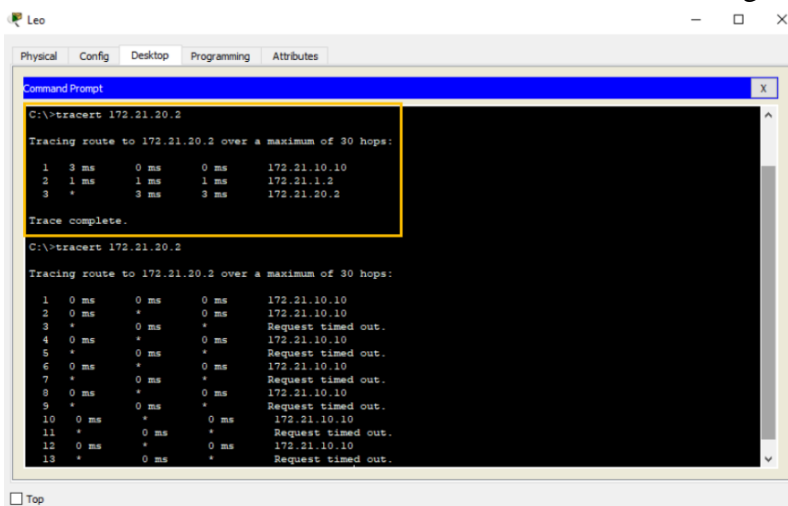 Leo
Physical Config Desktop Programming Attributes
Command Prompt X
C:\>tracert 172.21.20.2
Tracing route to 172.21.20.2 over a maximum of 30 hops:
1 3 ms 0 ms 0 ms 172.21.10.10
2 1 ms 1 ms 1 ms 172.21.1.2
3 * 3 ms 3 ms 172.21.20.2
Trace complete.
C:\>tracert 172.21.20.2
Tracing route to 172.21.20.2 over a maximum of 30 hops:
1 0 ms 0 ms 0 ms 172.21.10.10
2 0 ms * 0 ms 172.21.10.10
3 * 0 ms * Request timed out.
4 0 ms * 0 ms 172.21.10.10
5 * 0 ms * Request timed out.
6 0 ms * 0 ms 172.21.10.10
7 * 0 ms * Request timed out.
8 0 ms * 0 ms 172.21.10.10
9 * 0 ms * Request timed out.
10 0 ms * 0 ms 172.21.10.10
11 * 0 ms * Request timed out.
12 0 ms * 0 ms 172.21.10.10
13 * 0 ms * Request timed out.
Top